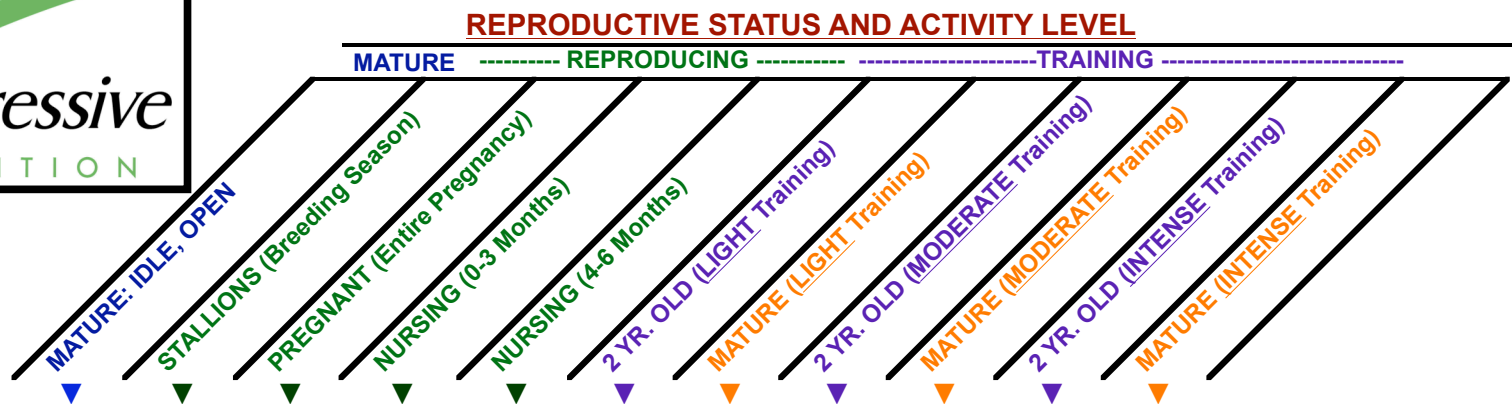 REPRODUCTIVE STATUS AND ACTIVITY LEVEL
MATURE ---------- REPRODUCING ----------- ----------------------TRAINING ------------------------------
essive
ITION
MATURE: IDLE, OPEN
STALLIONS (Breeding Season)
PREGNANT (Entire Pregnancy)
NURSING (0-3 Months)
NURSING (4-6 Months)
2 YR. OLD (LIGHT Training)
MATURE (LIGHT Training)
2 YR. OLD (MODERATE Training)
MATURE (MODERATE Training)
2 YR. OLD (INTENSE Training)
MATURE (INTENSE Training)